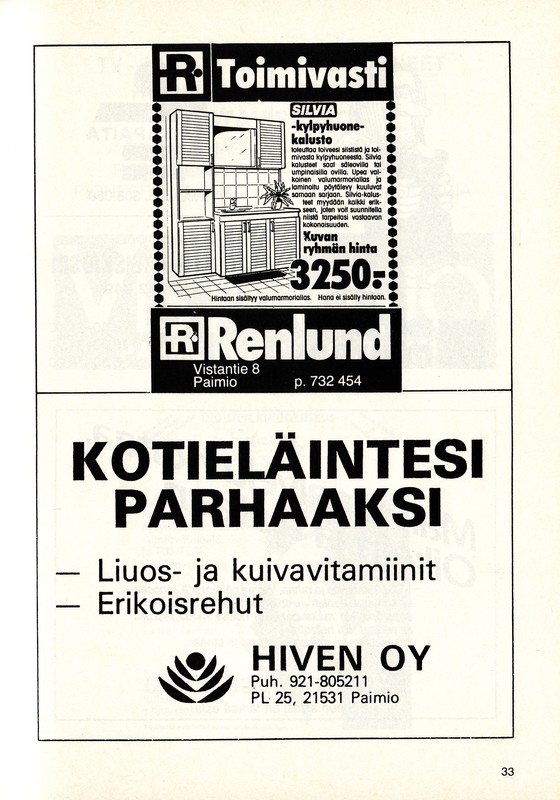 R Toimivasti
SILVIA
-kylpyhuone-
kalusto
toteuttaa toiveesi siististä ja toi-
mivasta kylpyhuoneesta. Silvia
kalusteet saat säleovilla tai
umpinaisilla ovilla. Upea val-
koinen valumarmoriallas ja
laminoitu pöytälevy kuuluvat
samaan sarjaan. Silvia-kalus-
teet myydään kaikki erik-
seen, joten voit suunnitella
niistä tarpeitasi vastaavan
kokonaisuuden.
Kuvan
ryhmän hinta
3250:-
Hintaan sisältyy valumarmoriallas. Hana ei sisälly hintaan.
R Renlund
Vistantie 8
Paimio p. 732 454
KOTIELÄINTESI
PARHAAKSI
— Liuos- ja kuivavitamiinit
— Erikoisrehut
HIVEN OY
Puh. 921-805211
PL 25, 21531 Paimio
33